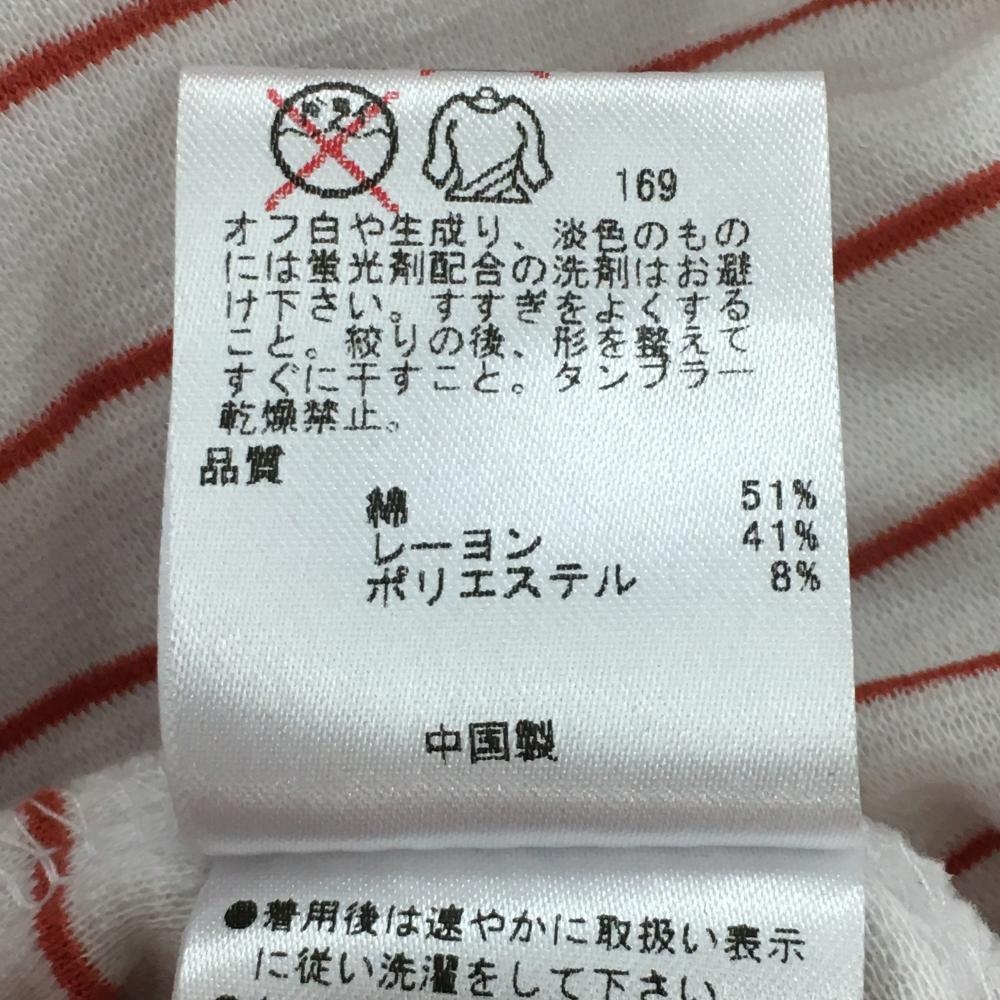 ドライ
169
オフ白や生成り、淡色のもの
には蛍光剤配合の洗剤はお避
け下さい。すすぎをよくする
こと。絞りの後、形を整えて
すぐに干すこと。タンブラー
乾燥禁止。
品質
綿 51%
レーヨン 41%
ポリエステル 8%
中国製
●着用後は速やかに取扱い表示
に従い洗濯をして下さい